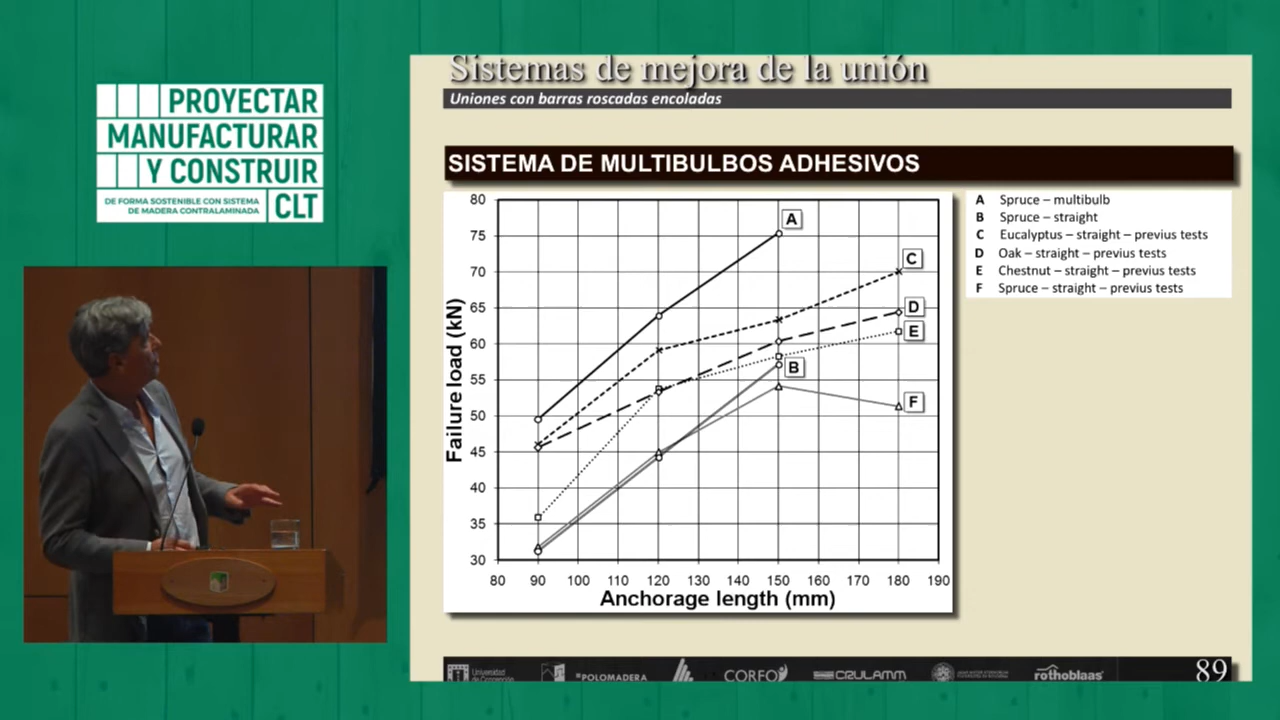 PROYECTAR
MANUFACTURAR
Y CONSTRUIR
DE FORMA SOSTENIBLE CON SISTEMA
DE MADERA CONTRALAMINADA
CLT
Sistemas de mejora de la unión
Uniones con barras roscadas encoladas
SISTEMA DE MULTIBULBOS ADHESIVOS
80
75
70
65
60
55
50
45
40
35
30
Failure load (kN)
A
C
D
E
B
F
80 90 100 110 120 130 140 150 160 170 180 190
Anchorage length (mm)
A Spruce – multibulb
B Spruce – straight
C Eucalyptus – straight – previus tests
D Oak – straight – previus tests
E Chestnut – straight – previus tests
F Spruce – straight – previus tests
Universidad
POLOMADERA
CORFO
CRULAMM
rothoblaas
89